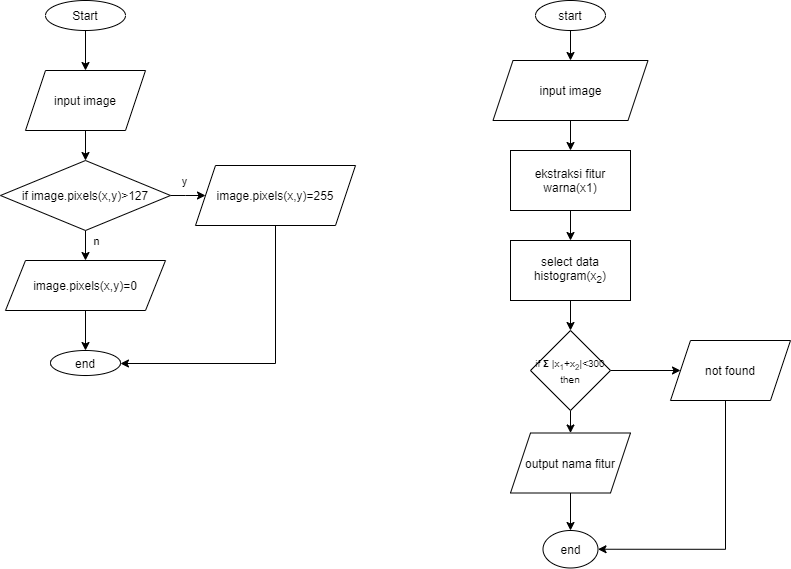 Start
input image
if image.pixels(x,y)>127
y
image.pixels(x,y)=255
n
image.pixels(x,y)=0
end
start
input image
ekstraksi fitur
warna(x1)
select data
histogram(x₂)
if Σ |x₁+x₂|<300
then
not found
output nama fitur
end